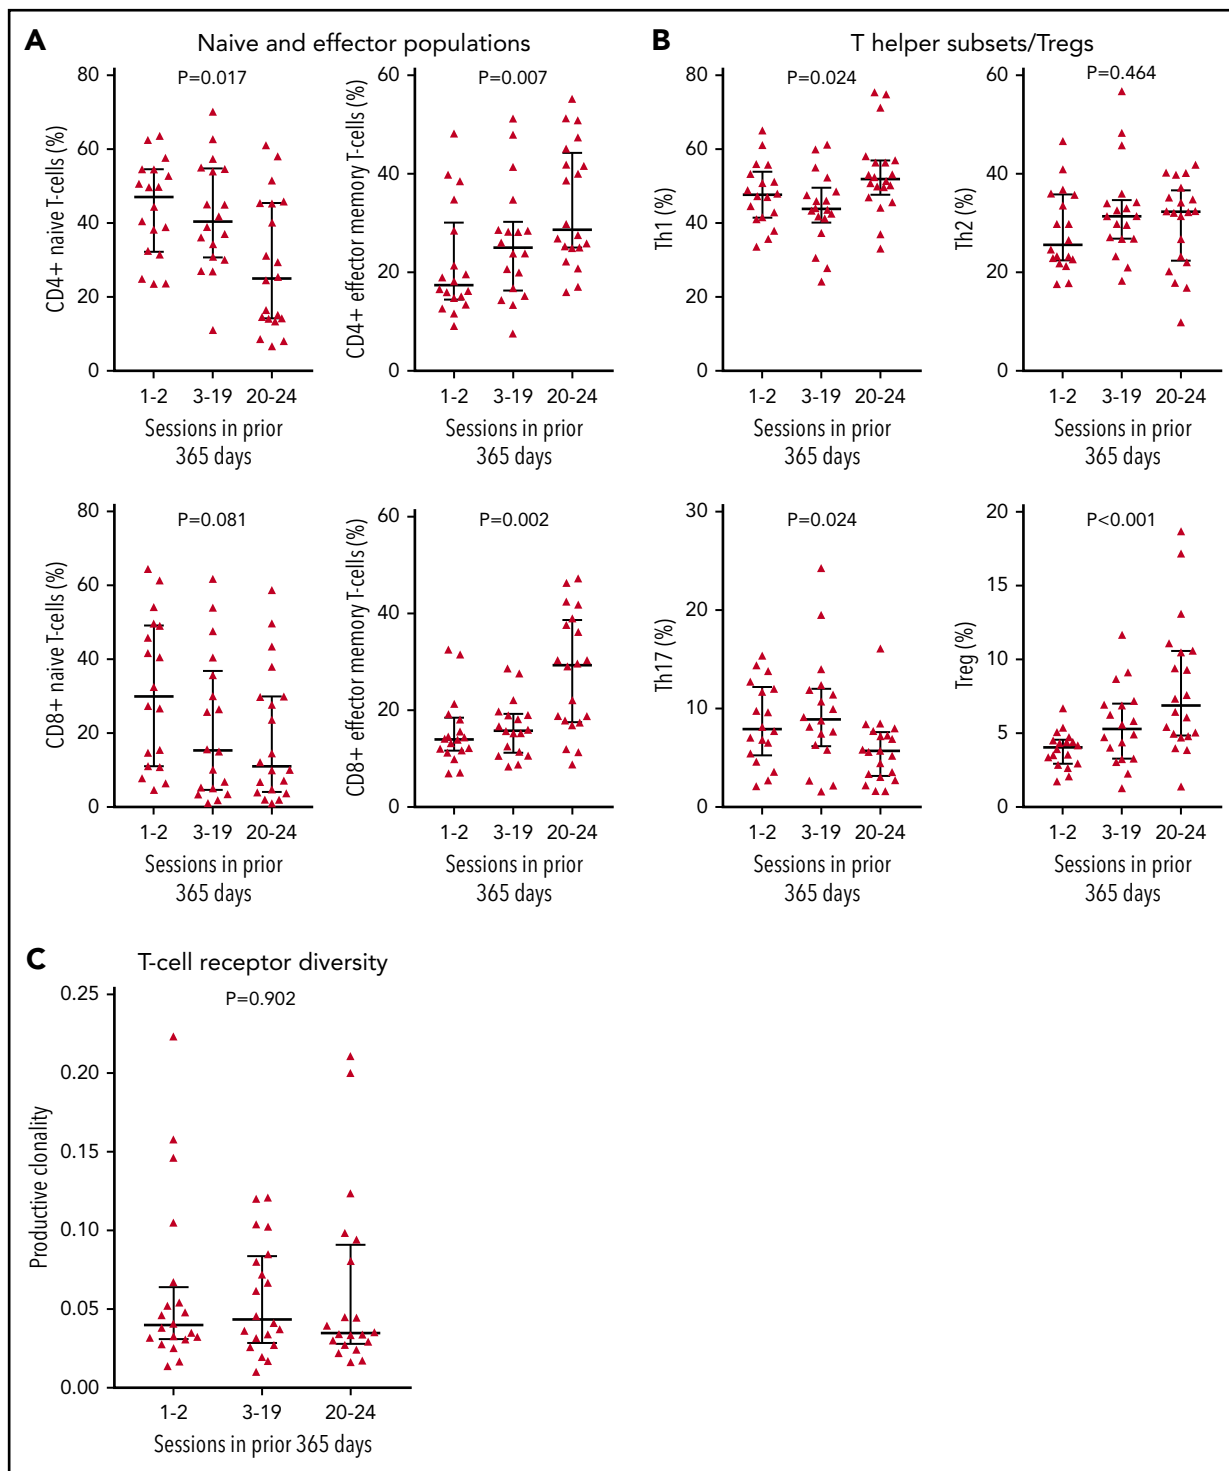 A
Naive and effector populations
CD4+ naive T-cells (%)
P=0.017
80
60
40
20
0
1-2
3-19
20-24
Sessions in prior
365 days
CD4+ effector memory T-cells (%)
P=0.007
60
40
20
0
1-2
3-19
20-24
Sessions in prior
365 days
CD8+ naive T-cells (%)
P=0.081
80
60
40
20
0
1-2
3-19
20-24
Sessions in prior
365 days
CD8+ effector memory T-cells (%)
P=0.002
60
40
20
0
1-2
3-19
20-24
Sessions in prior
365 days
B
T helper subsets/Tregs
Th1 (%)
P=0.024
80
60
40
20
0
1-2
3-19
20-24
Sessions in prior
365 days
Th2 (%)
P=0.464
60
40
20
0
1-2
3-19
20-24
Sessions in prior
365 days
Th17 (%)
P=0.024
30
20
10
0
1-2
3-19
20-24
Sessions in prior
365 days
Treg (%)
P<0.001
20
15
10
5
0
1-2
3-19
20-24
Sessions in prior
365 days
C
T-cell receptor diversity
Productive clonality
P=0.902
0.25
0.20
0.15
0.10
0.05
0.00
1-2
3-19
20-24
Sessions in prior 365 days